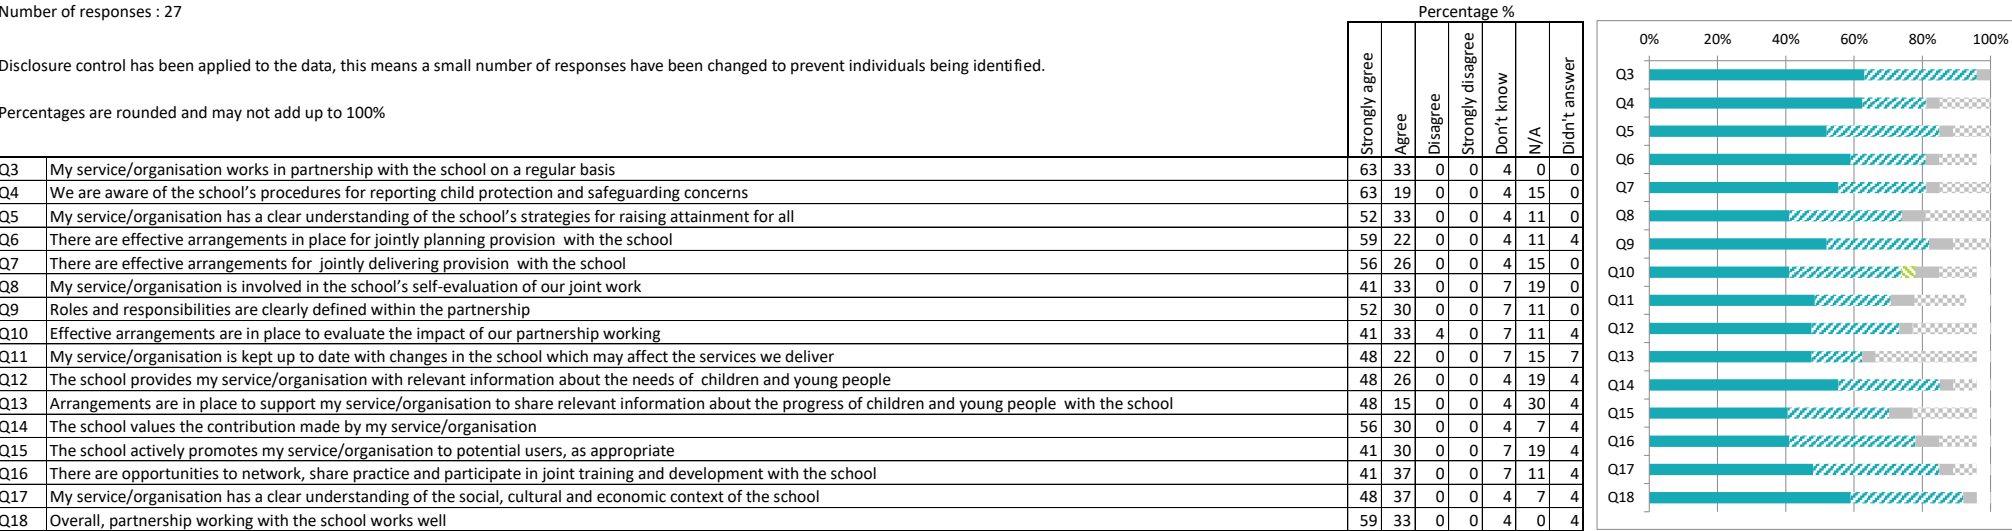 Number of responses : 27
Percentage %
Disclosure control has been applied to the data, this means a small number of responses have been changed to prevent individuals being identified.
Percentages are rounded and may not add up to 100%
Strongly agree
Agree
Disagree
Strongly disagree
Don't know
N/A
Didn't answer
Q3 My service/organisation works in partnership with the school on a regular basis 63 33 0 0 4 0 0
Q4 We are aware of the school’s procedures for reporting child protection and safeguarding concerns 63 19 0 0 4 15 0
Q5 My service/organisation has a clear understanding of the school’s strategies for raising attainment for all 52 33 0 0 4 11 0
Q6 There are effective arrangements in place for jointly planning provision with the school 59 22 0 0 4 11 4
Q7 There are effective arrangements for jointly delivering provision with the school 56 26 0 0 4 15 0
Q8 My service/organisation is involved in the school’s self-evaluation of our joint work 41 33 0 0 7 19 0
Q9 Roles and responsibilities are clearly defined within the partnership 52 30 0 0 7 11 0
Q10 Effective arrangements are in place to evaluate the impact of our partnership working 41 33 4 0 7 11 4
Q11 My service/organisation is kept up to date with changes in the school which may affect the services we deliver 48 22 0 0 7 15 7
Q12 The school provides my service/organisation with relevant information about the needs of children and young people 48 26 0 0 4 19 4
Q13 Arrangements are in place to support my service/organisation to share relevant information about the progress of children and young people with the school 48 15 0 0 4 30 4
Q14 The school values the contribution made by my service/organisation 56 30 0 0 4 7 4
Q15 The school actively promotes my service/organisation to potential users, as appropriate 41 30 0 0 7 19 4
Q16 There are opportunities to network, share practice and participate in joint training and development with the school 41 37 0 0 7 11 4
Q17 My service/organisation has a clear understanding of the social, cultural and economic context of the school 48 37 0 0 4 7 4
Q18 Overall, partnership working with the school works well 59 33 0 0 4 0 4
0% 20% 40% 60% 80% 100%
Q3
Q4
Q5
Q6
Q7
Q8
Q9
Q10
Q11
Q12
Q13
Q14
Q15
Q16
Q17
Q18